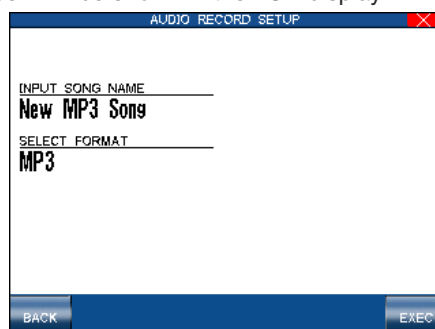 AUDIO RECORD SETUP
INPUT SONG NAME
New MP3 Song
SELECT FORMAT
MP3
BACK
EXEC